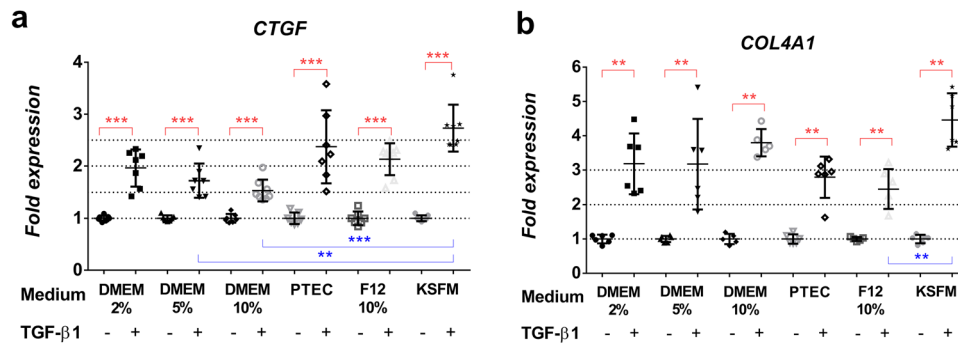 a
CTGF
Fold expression
4
3
2
1
0
***
***
***
***
***
***
***
**
Medium
DMEM 2%
DMEM 5%
DMEM 10%
PTEC
F12 10%
KSFM
TGF-β1
- + - + - + - + - + - +
b
COL4A1
Fold expression
6
5
4
3
2
1
0
**
**
**
**
**
**
**
Medium
DMEM 2%
DMEM 5%
DMEM 10%
PTEC
F12 10%
KSFM
TGF-β1
- + - + - + - + - + - +